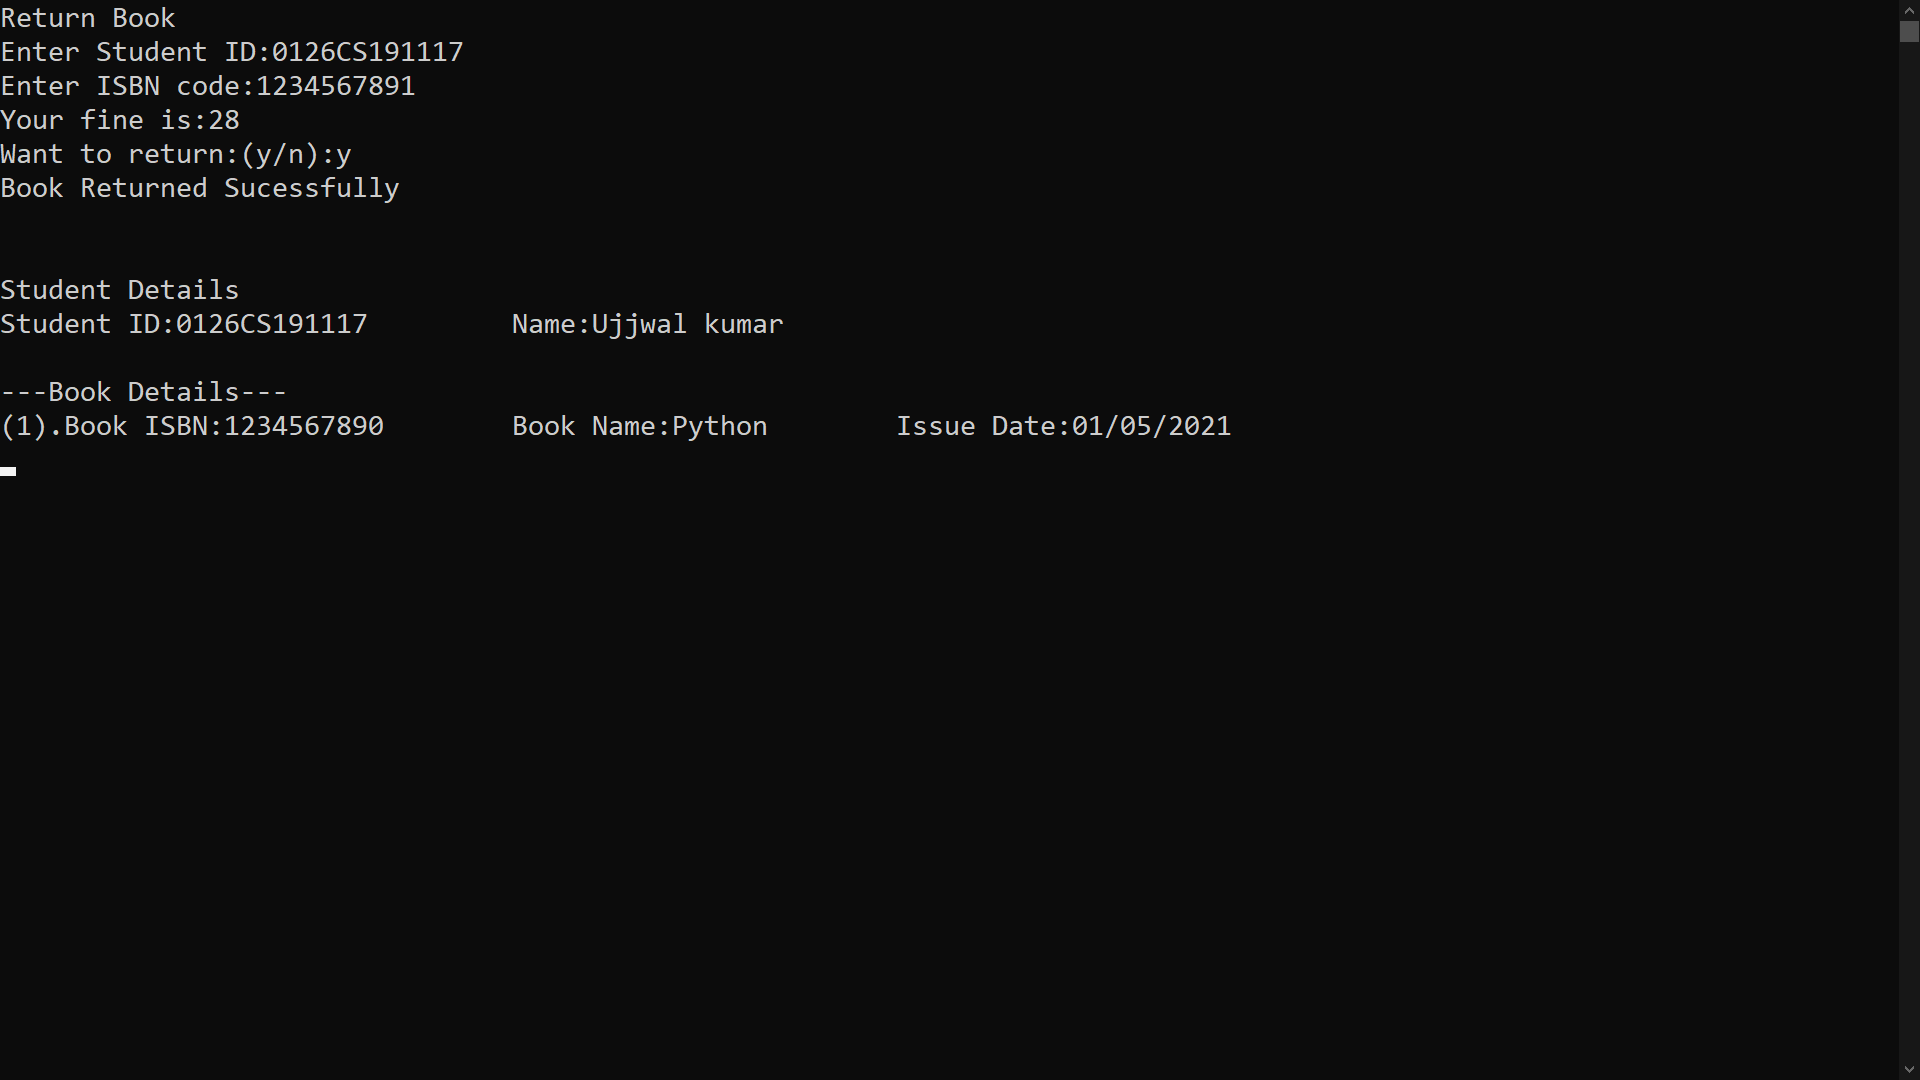 Return Book
Enter Student ID:0126CS191117
Enter ISBN code:1234567891
Your fine is:28
Want to return:(y/n):y
Book Returned Sucessfully
Student Details
Student ID:0126CS191117 Name:Ujjwal kumar
---Book Details---
(1).Book ISBN:1234567890 Book Name:Python Issue Date:01/05/2021